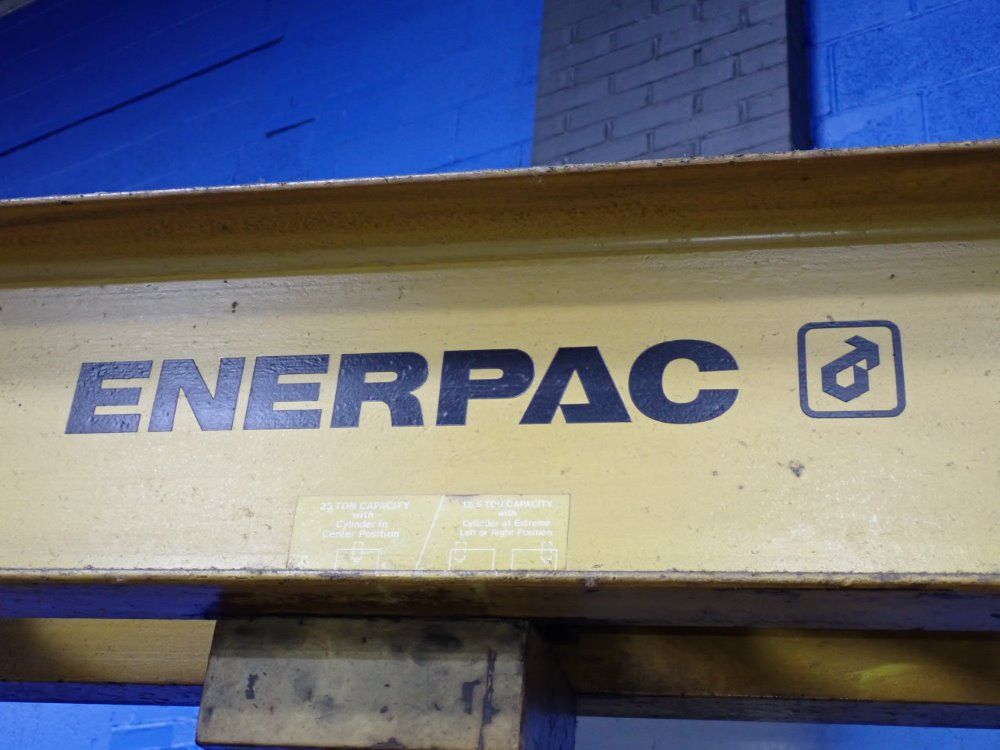 ENERPAC
25 TON CAPACITY
with
Cylinder in
Center Position
12.5 TON CAPACITY
with
Cylinder at Extreme
Left or Right Position